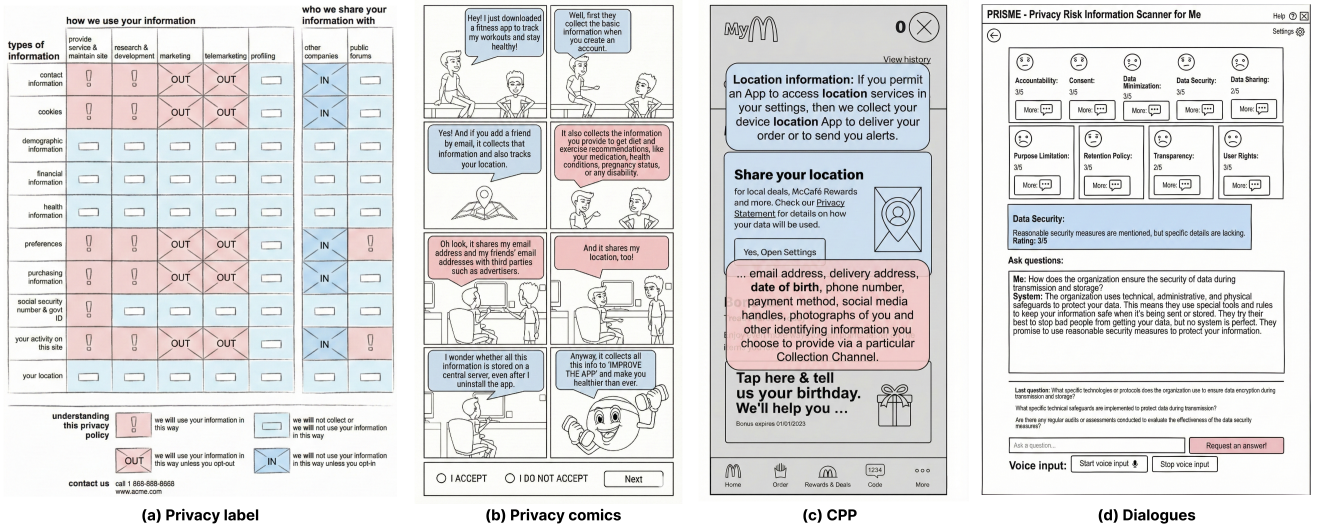 how we use your information
who we share your
information with
types of
information
provide
service &
maintain site
research &
development
marketing
telemarketing
profiling
other
companies
public
forums
contact
information
!
!
OUT
OUT
IN
cookies
!
!
OUT
OUT
IN
demographic
information
financial
information
health
information
preferences
!
!
OUT
OUT
IN
!
purchasing
information
!
!
OUT
OUT
IN
social security
number & govt
ID
!
your activity on
this site
!
!
OUT
OUT
IN
!
your location
understanding
this privacy
policy
!
we will use your information in
this way
we will not collect or
we will not use your information
in this way
OUT
we will use your information in
this way unless you opt-out
IN
we will not use your information
in this way unless you opt-in
contact us
call 1 888-888-8888
www.acme.com
(a) Privacy label
Hey! I just downloaded
a fitness app to track
my workouts and stay
healthy!
Well, first they
collect the basic
information when
you create an
account.
Yes! And if you add a friend
by email, it collects that
information and also tracks
your location.
It also collects the information
you provide to get diet and
exercise recommendations, like
your medication, health
conditions, pregnancy status,
or any disability.
Oh look, it shares my email
address and my friends' email
addresses with third parties
such as advertisers.
And it shares my
location, too!
I wonder whether all this
information is stored on a
central server, even after I
uninstall the app.
Anyway, it collects all
this info to 'IMPROVE
THE APP' and make you
healthier than ever.
I ACCEPT
I DO NOT ACCEPT
Next
(b) Privacy comics
My
0
View history
Location information: If you permit
an App to access location services in
your settings, then we collect your
device location App to deliver your
order or to send you alerts.
Share your location
for local deals, McCafé Rewards
and more. Check our Privacy
Statement for details on how
your data will be used.
Yes, Open Settings
... email address, delivery address,
date of birth, phone number,
payment method, social media
handles, photographs of you and
other identifying information you
choose to provide via a particular
Collection Channel.
Tap here & tell
us your birthday.
We'll help you ...
Bonus expires 01/01/2023
Home
Order
Rewards & Deals
1234
Code
More
(c) CPP
PRISME - Privacy Risk Information Scanner for Me
Help
Settings
Accountability:
3/5
More:
Consent:
3/5
More:
Data
Minimization:
3/5
More:
Data Security:
3/5
More:
Data Sharing:
2/5
More:
Purpose Limitation:
3/5
More:
Retention Policy:
3/5
More:
Transparency:
2/5
More:
User Rights:
3/5
More:
Data Security:
Reasonable security measures are mentioned, but specific details are lacking.
Rating: 3/5
Ask questions:
Me: How does the organization ensure the security of data during
transmission and storage?
System: The organization uses technical, administrative, and physical
safeguards to protect your data. This means they use special tools and rules
to keep your information safe when it's being sent or stored. They try their
best to stop bad people from getting your data, but no system is perfect. They
promise to use reasonable security measures to protect your information.
Last question: What specific technologies or protocols does the organization use to ensure data encryption during
transmission and storage?
What specific technical safeguards are implemented to protect data during transmission?
Are there any regular audits or assessments conducted to evaluate the effectiveness of the data security
measures?
Ask a question...
Request an answer!
Voice input:
Start voice input
Stop voice input
(d) Dialogues